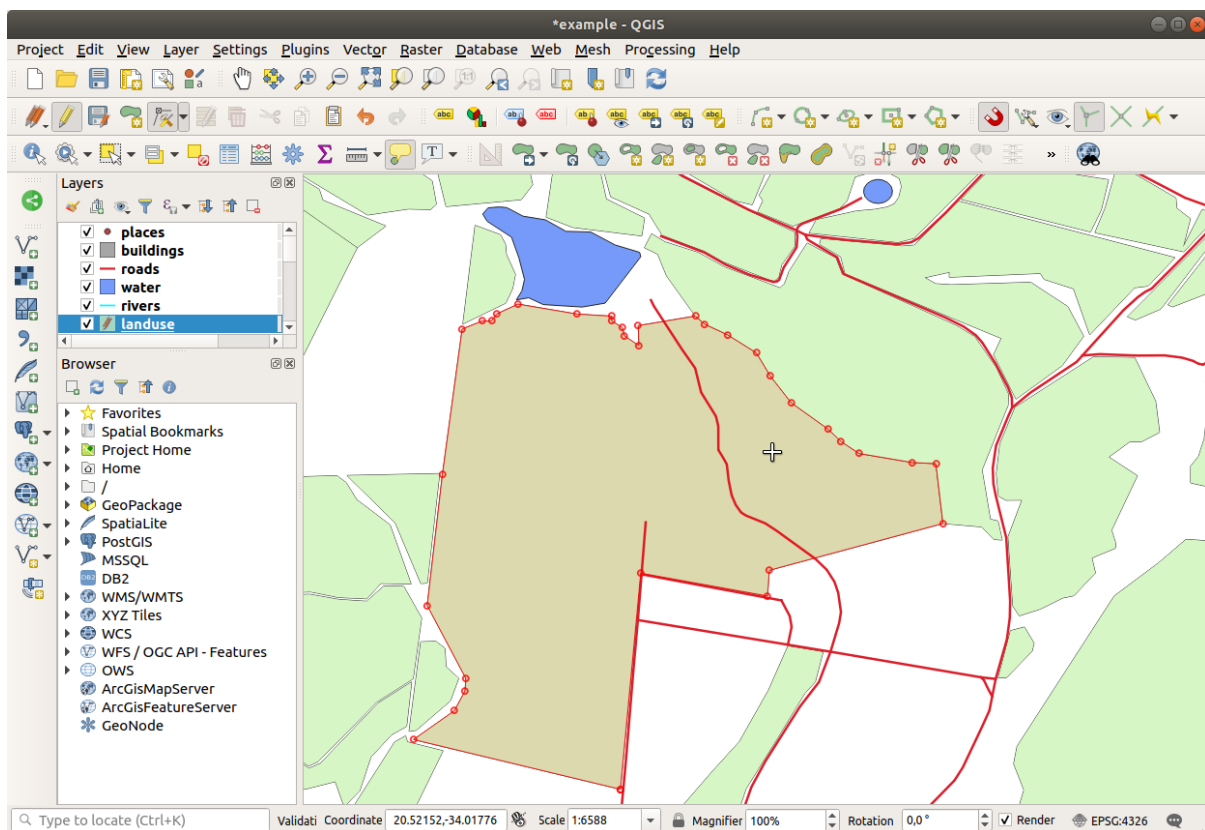 *example - QGIS
Project Edit View Layer Settings Plugins Vector Raster Database Web Mesh Processing Help
Layers
places
buildings
roads
water
rivers
landuse
Browser
Favorites
Spatial Bookmarks
Project Home
Home
/
GeoPackage
SpatiaLite
PostGIS
MSSQL
DB2
WMS/WMTS
XYZ Tiles
WCS
WFS / OGC API - Features
OWS
ArcGisMapServer
ArcGisFeatureServer
GeoNode
Type to locate (Ctrl+K) Validati Coordinate 20.52152,-34.01776 Scale 1:6588 Magnifier 100% Rotation 0,0 ° Render EPSG:4326